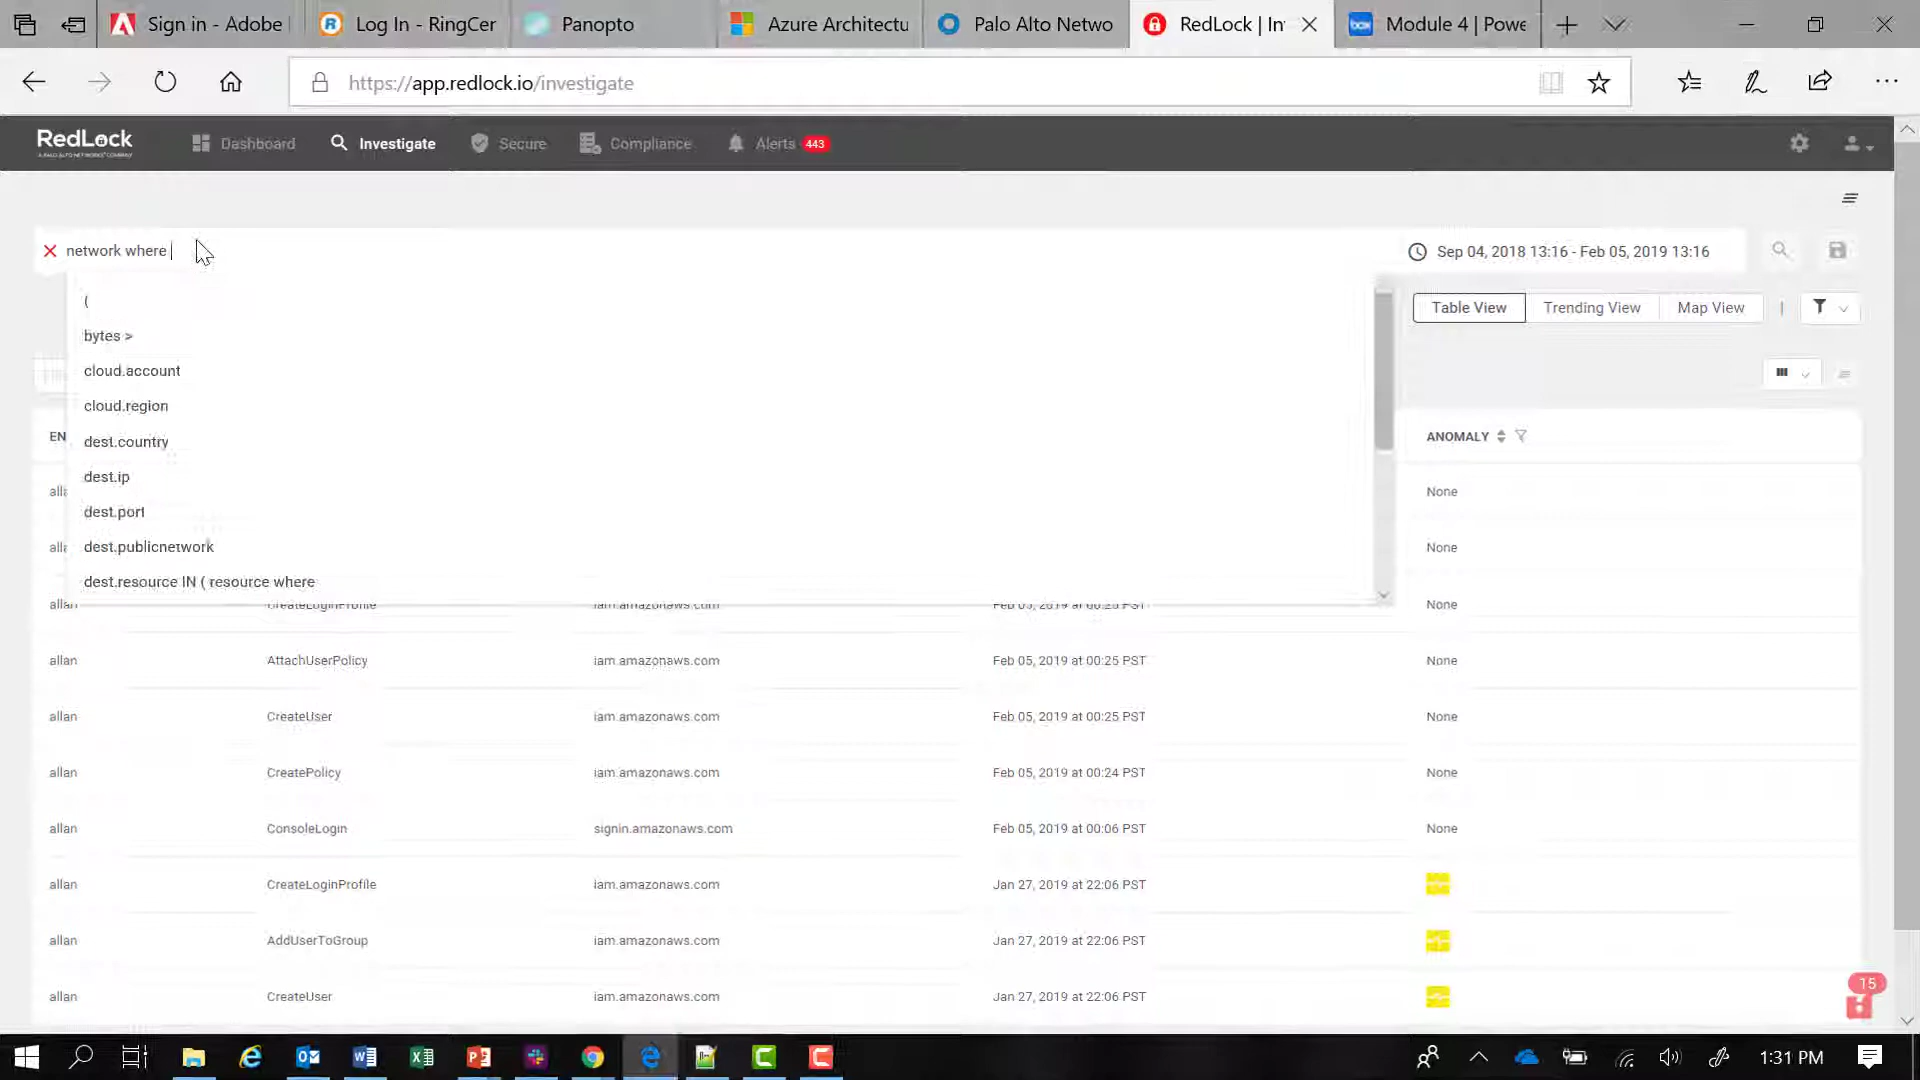 Sign in - Adobe
Log In - RingCer
Panopto
Azure Architectu
Palo Alto Netwo
RedLock | In
Module 4 | Powe
https://app.redlock.io/investigate
RedLock
A PALO ALTO NETWORKS COMPANY
Dashboard
Investigate
Secure
Compliance
Alerts 443
network where
Sep 04, 2018 13:16 - Feb 05, 2019 13:16
(
bytes >
cloud.account
cloud.region
dest.country
dest.ip
dest.port
dest.publicnetwork
dest.resource IN ( resource where
Table View
Trending View
Map View
EN
ANOMALY
None
None
allan CreateLoginProfile iam.amazonaws.com Feb 05, 2019 at 00:25 PST None
allan AttachUserPolicy iam.amazonaws.com Feb 05, 2019 at 00:25 PST None
allan CreateUser iam.amazonaws.com Feb 05, 2019 at 00:25 PST None
allan CreatePolicy iam.amazonaws.com Feb 05, 2019 at 00:24 PST None
allan ConsoleLogin signin.amazonaws.com Feb 05, 2019 at 00:06 PST None
allan CreateLoginProfile iam.amazonaws.com Jan 27, 2019 at 22:06 PST
allan AddUserToGroup iam.amazonaws.com Jan 27, 2019 at 22:06 PST
allan CreateUser iam.amazonaws.com Jan 27, 2019 at 22:06 PST
15
1:31 PM